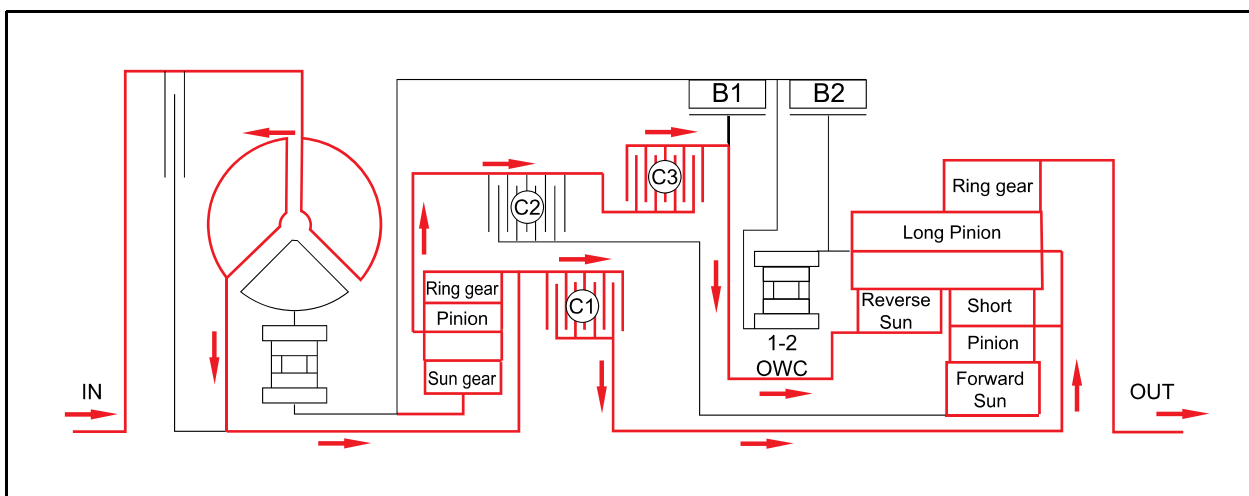 B1
B2
C3
C2
Ring gear
Long Pinion
Ring gear
Pinion
Sun gear
C1
Reverse
Sun
Short
Pinion
Forward
Sun
1-2
OWC
IN
OUT